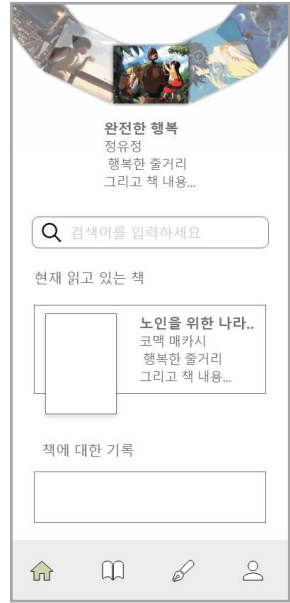 완전한 행복
정유정
행복한 줄거리
그리고 책 내용...
검색어를 입력하세요
현재 읽고 있는 책
노인을 위한 나라..
코맥 매카시
행복한 줄거리
그리고 책 내용...
책에 대한 기록